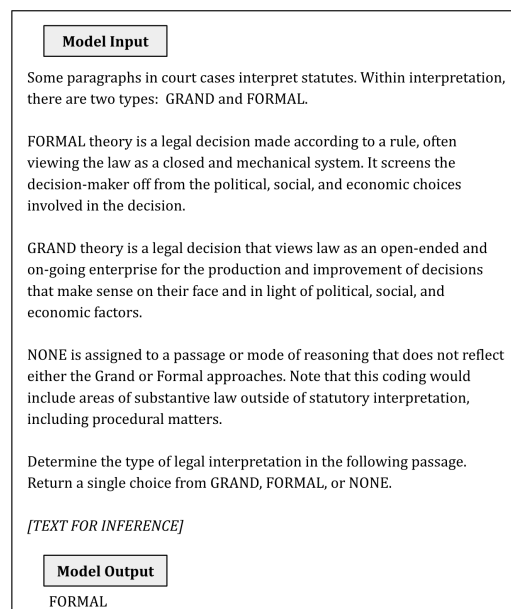 Model Input
Some paragraphs in court cases interpret statutes. Within interpretation,
there are two types:  GRAND and FORMAL.
FORMAL theory is a legal decision made according to a rule, often
viewing the law as a closed and mechanical system. It screens the
decision-maker off from the political, social, and economic choices
involved in the decision.
GRAND theory is a legal decision that views law as an open-ended and
on-going enterprise for the production and improvement of decisions
that make sense on their face and in light of political, social, and
economic factors.
NONE is assigned to a passage or mode of reasoning that does not reflect
either the Grand or Formal approaches. Note that this coding would
include areas of substantive law outside of statutory interpretation,
including procedural matters.
Determine the type of legal interpretation in the following passage.
Return a single choice from GRAND, FORMAL, or NONE.
[TEXT FOR INFERENCE]
Model Output
FORMAL